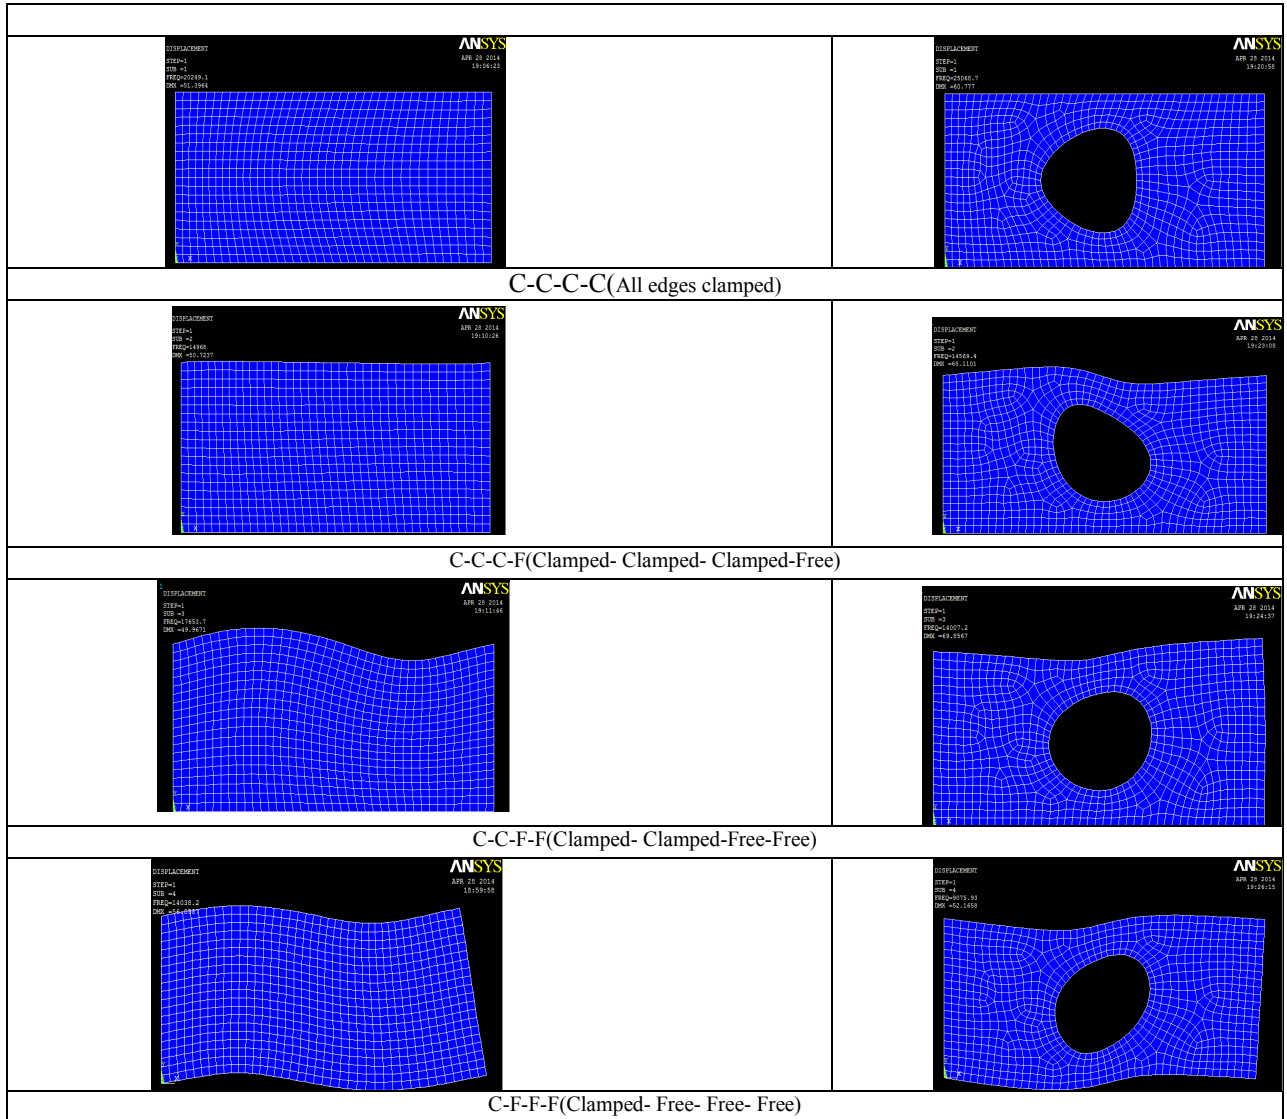 DISPLACEMENT
STEP=1
SUB =1
FREQ=20249.1
DMX =51.3964
ANSYS
APR 28 2014
19:06:23
Y
X
DISPLACEMENT
STEP=1
SUB =1
FREQ=25068.7
DMX =60.777
ANSYS
APR 28 2014
19:20:58
Y
X
C-C-C-C(All edges clamped)
DISPLACEMENT
STEP=1
SUB =2
FREQ=14968
DMX =50.7237
ANSYS
APR 28 2014
19:10:26
X
DISPLACEMENT
STEP=1
SUB =2
FREQ=14569.4
DMX =65.1101
ANSYS
APR 28 2014
19:23:08
X
C-C-C-F(Clamped- Clamped- Clamped-Free)
1
DISPLACEMENT
STEP=1
SUB =3
FREQ=17653.7
DMX =49.9671
ANSYS
APR 28 2014
19:11:46
Y
X
DISPLACEMENT
STEP=1
SUB =3
FREQ=14007.2
DMX =69.8567
ANSYS
APR 28 2014
19:24:37
Y
X
C-C-F-F(Clamped- Clamped-Free-Free)
DISPLACEMENT
STEP=1
SUB =4
FREQ=14038.2
ANSYS
APR 28 2014
18:59:58
Y
X
DISPLACEMENT
STEP=1
SUB =4
FREQ=9075.93
DMX =52.1658
ANSYS
APR 28 2014
19:26:15
Y
X
C-F-F-F(Clamped- Free- Free- Free)